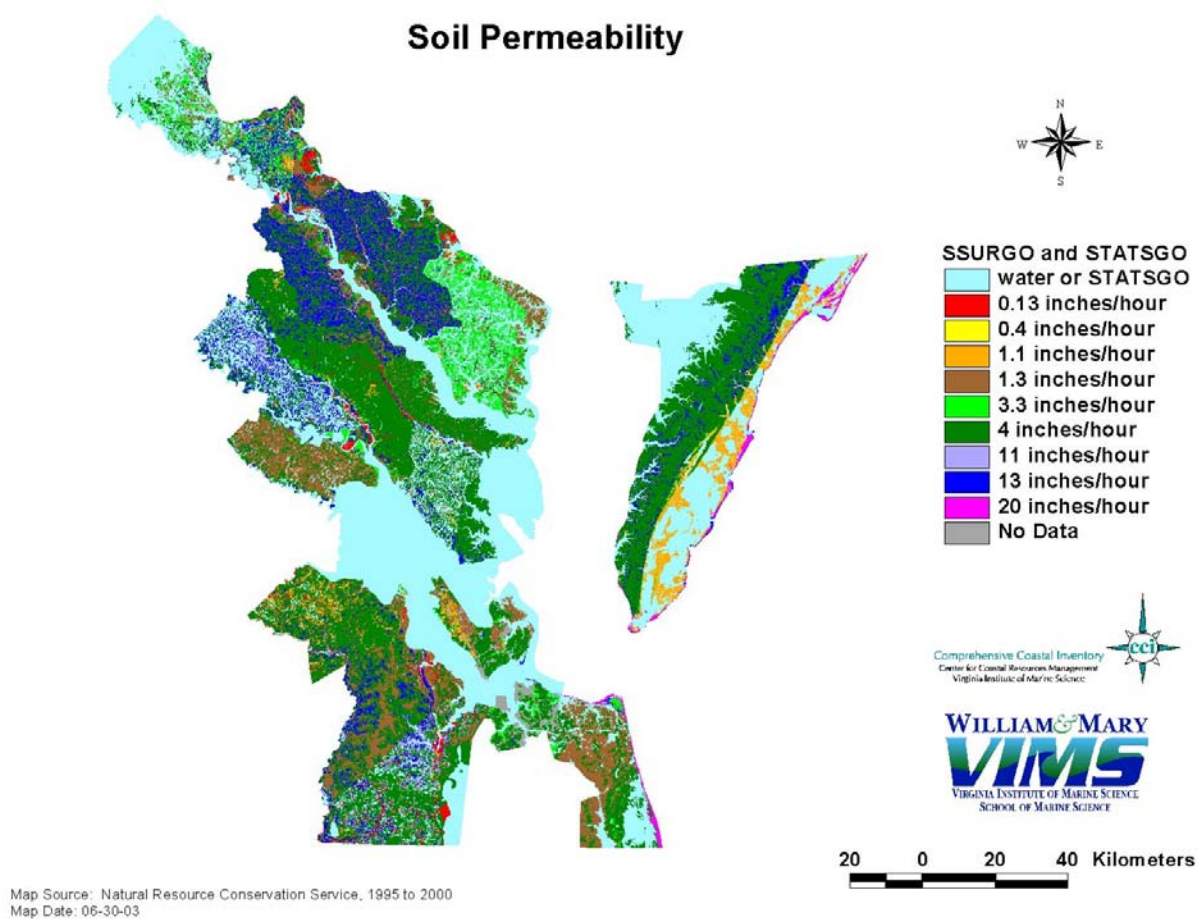 Soil Permeability
N
W E
S
SSURGO and STATSGO
water or STATSGO
0.13 inches/hour
0.4 inches/hour
1.1 inches/hour
1.3 inches/hour
3.3 inches/hour
4 inches/hour
11 inches/hour
13 inches/hour
20 inches/hour
No Data
cci
Comprehensive Coastal Inventory
Center for Coastal Resources Management
Virginia Institute of Marine Science
WILLIAM & MARY
VIMS
VIRGINIA INSTITUTE OF MARINE SCIENCE
SCHOOL OF MARINE SCIENCE
20 0 20 40 Kilometers
Map Source: Natural Resource Conservation Service, 1995 to 2000
Map Date: 06-30-03